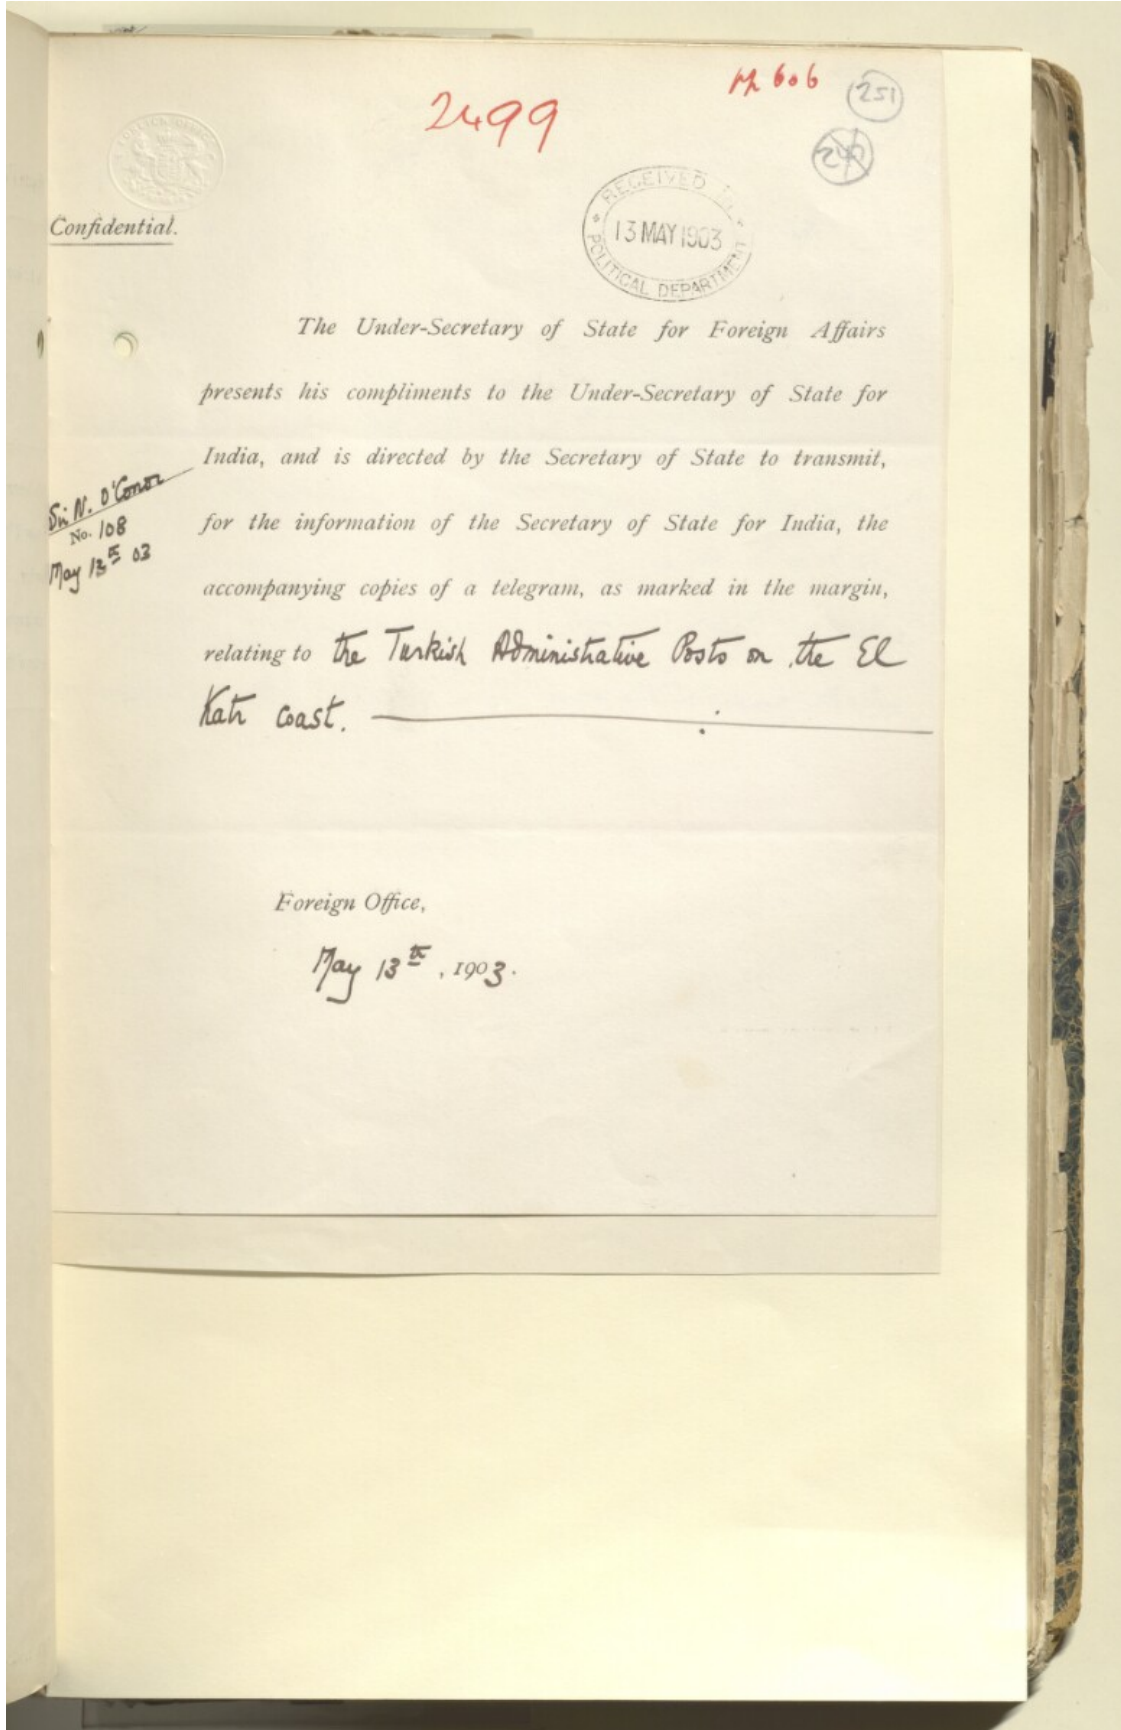 2499
606
251
FOREIGN OFFICE
Confidential.
RECEIVED IN
13 MAY 1903
POLITICAL DEPARTMENT
The Under-Secretary of State for Foreign Affairs
presents his compliments to the Under-Secretary of State for
India, and is directed by the Secretary of State to transmit,
for the information of the Secretary of State for India, the
accompanying copies of a telegram, as marked in the margin,
relating to the Turkish Administrative Posts on the El
Katr coast.
Sir N. O'Conor
No. 108
May 13th 03
Foreign Office,
May 13th, 1903.